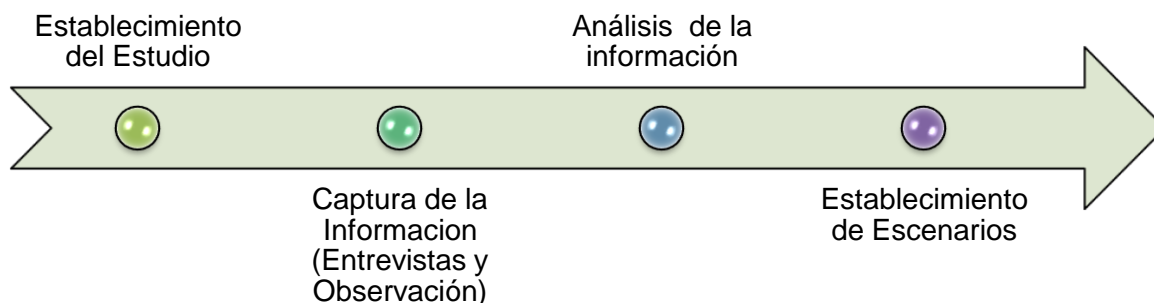 Establecimiento
del Estudio
Captura de la
Informacion
(Entrevistas y
Observación)
Análisis  de la
información
Establecimiento
de Escenarios